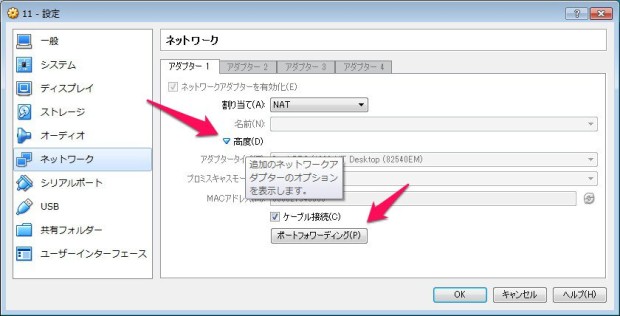 11 - 設定
一般
システム
ディスプレイ
ストレージ
オーディオ
ネットワーク
シリアルポート
USB
共有フォルダー
ユーザーインターフェース
ネットワーク
アダプター 1
アダプター 2
アダプター 3
アダプター 4
ネットワークアダプターを有効化(E)
割り当て(A):
NAT
名前(N):
高度(D)
アダプタータイ
Desktop (82540EM)
追加のネットワークア
ダプターのオプション
を表示します。
プロミスキャスモー
MACアドレス
ケーブル接続(C)
ポートフォワーディング(P)
OK
キャンセル
ヘルプ(H)